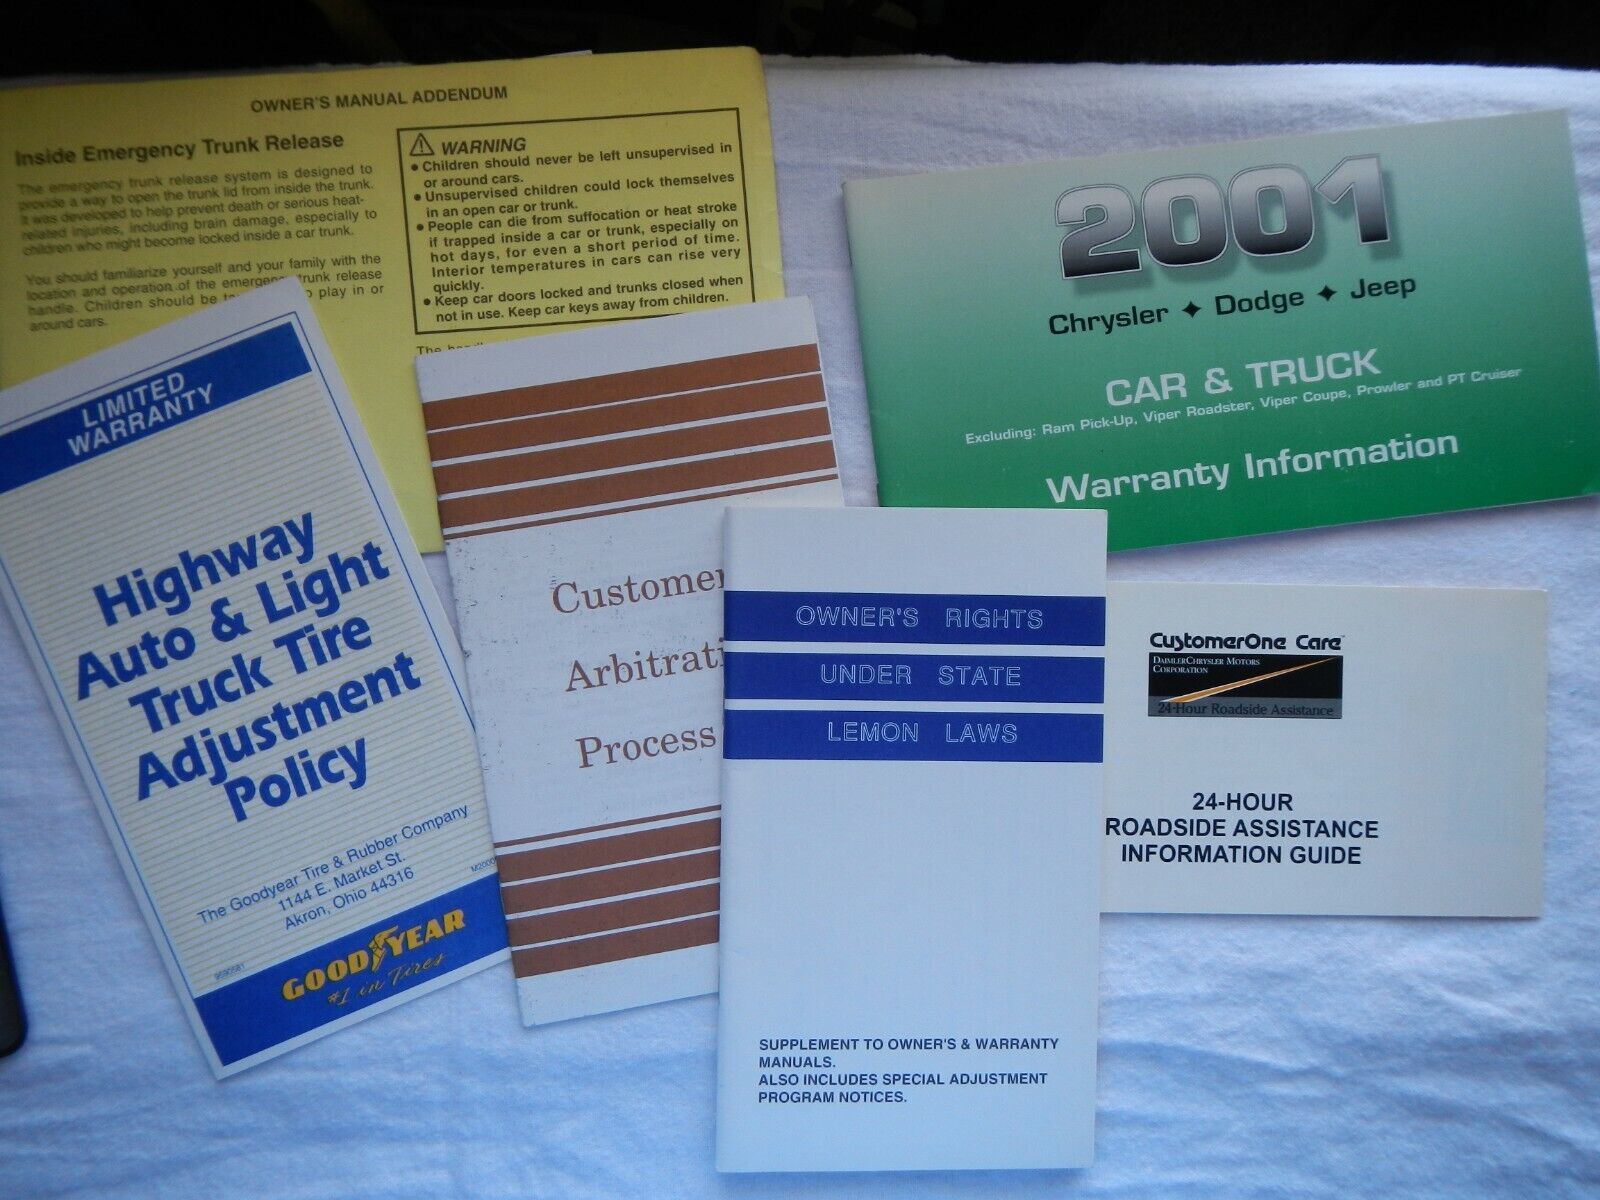 OWNER'S MANUAL ADDENDUM
Inside Emergency Trunk Release
The emergency trunk release system is designed to
provide a way to open the trunk lid from inside the trunk.
It was developed to help prevent death or serious heat-
related injuries, including brain damage, especially to
children who might become locked inside a car trunk.
You should familiarize yourself and your family with the
location and operation of the emergency trunk release
handle. Children should be to play in or
around cars.
WARNING
• Children should never be left unsupervised in
or around cars.
• Unsupervised children could lock themselves
in an open car or trunk.
• People can die from suffocation or heat stroke
if trapped inside a car or trunk, especially on
hot days, for even a short period of time.
Interior temperatures in cars can rise very
quickly.
• Keep car doors locked and trunks closed when
not in use. Keep car keys away from children.
The
2001
Chrysler ✦ Dodge ✦ Jeep
CAR & TRUCK
Excluding: Ram Pick-Up, Viper Roadster, Viper Coupe, Prowler and PT Cruiser
Warranty Information
LIMITED
WARRANTY
Highway
Auto & Light
Truck Tire
Adjustment
Policy
The Goodyear Tire & Rubber Company
1144 E. Market St.
Akron, Ohio 44316
GOODYEAR
#1 in Tires
Customer
Arbitrati
Process
OWNER'S RIGHTS
UNDER STATE
LEMON LAWS
SUPPLEMENT TO OWNER'S & WARRANTY
MANUALS.
ALSO INCLUDES SPECIAL ADJUSTMENT
PROGRAM NOTICES.
CustomerOne Care
DAIMLERCHRYSLER MOTORS
CORPORATION
24-Hour Roadside Assistance
24-HOUR
ROADSIDE ASSISTANCE
INFORMATION GUIDE